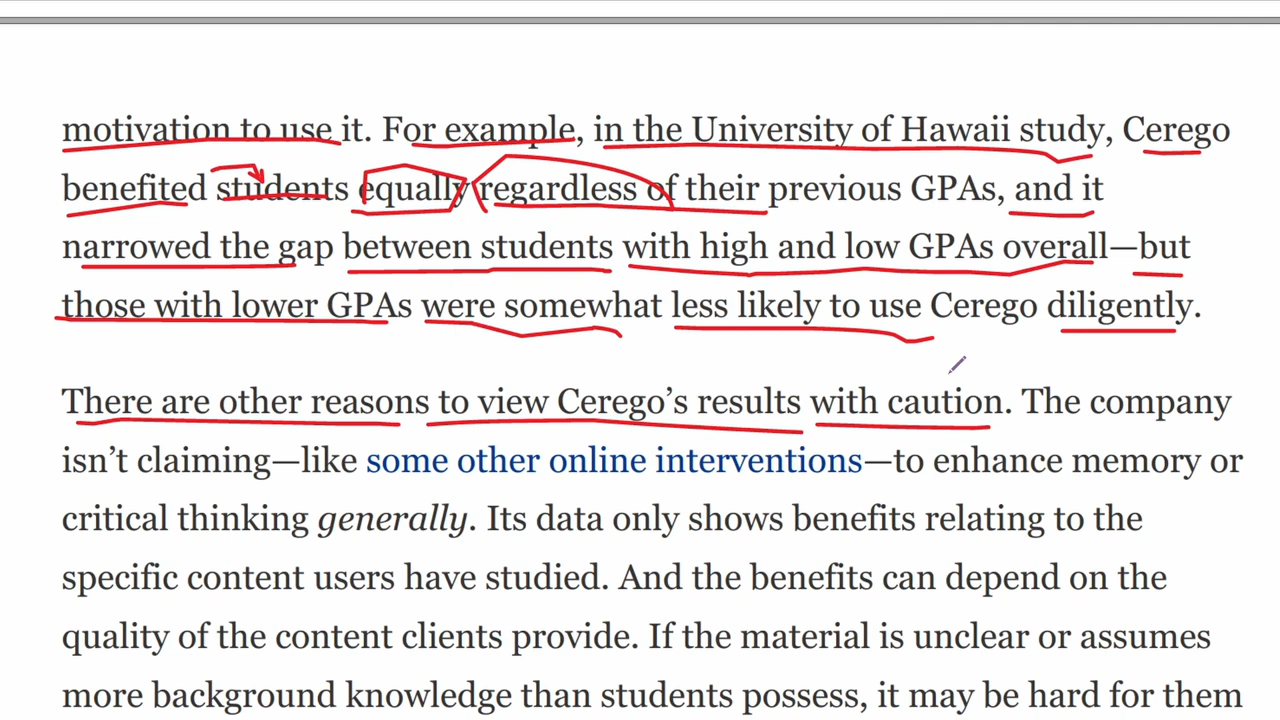 motivation to use it. For example, in the University of Hawaii study, Cerego
benefited students equally regardless of their previous GPAs, and it
narrowed the gap between students with high and low GPAs overall—but
those with lower GPAs were somewhat less likely to use Cerego diligently.
There are other reasons to view Cerego’s results with caution. The company
isn’t claiming—like some other online interventions—to enhance memory or
critical thinking generally. Its data only shows benefits relating to the
specific content users have studied. And the benefits can depend on the
quality of the content clients provide. If the material is unclear or assumes
more background knowledge than students possess, it may be hard for them